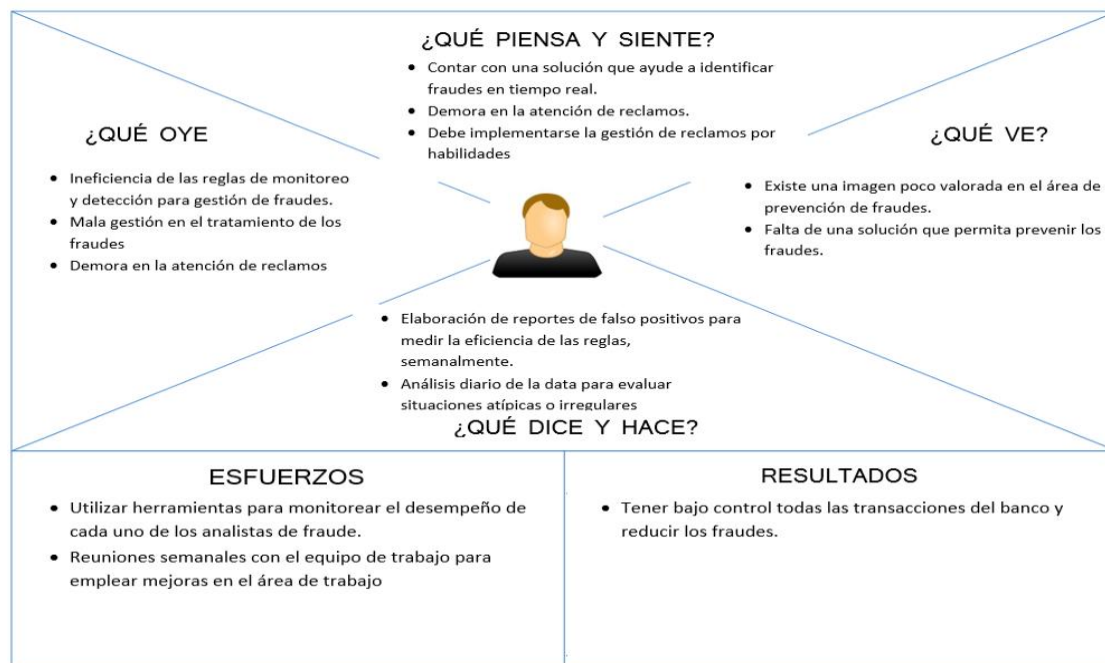 ¿QUÉ PIENSA Y SIENTE?
• Contar con una solución que ayude a identificar
fraudes en tiempo real.
• Demora en la atención de reclamos.
• Debe implementarse la gestión de reclamos por
habilidades
¿QUÉ OYE
• Ineficiencia de las reglas de monitoreo
y detección para gestión de fraudes.
• Mala gestión en el tratamiento de los
fraudes
• Demora en la atención de reclamos
¿QUÉ VE?
• Existe una imagen poco valorada en el área de
prevención de fraudes.
• Falta de una solución que permita prevenir los
fraudes.
• Elaboración de reportes de falso positivos para
medir la eficiencia de las reglas,
semanalmente.
• Análisis diario de la data para evaluar
situaciones atípicas o irregulares
¿QUÉ DICE Y HACE?
ESFUERZOS
• Utilizar herramientas para monitorear el desempeño de
cada uno de los analistas de fraude.
• Reuniones semanales con el equipo de trabajo para
emplear mejoras en el área de trabajo
RESULTADOS
• Tener bajo control todas las transacciones del banco y
reducir los fraudes.